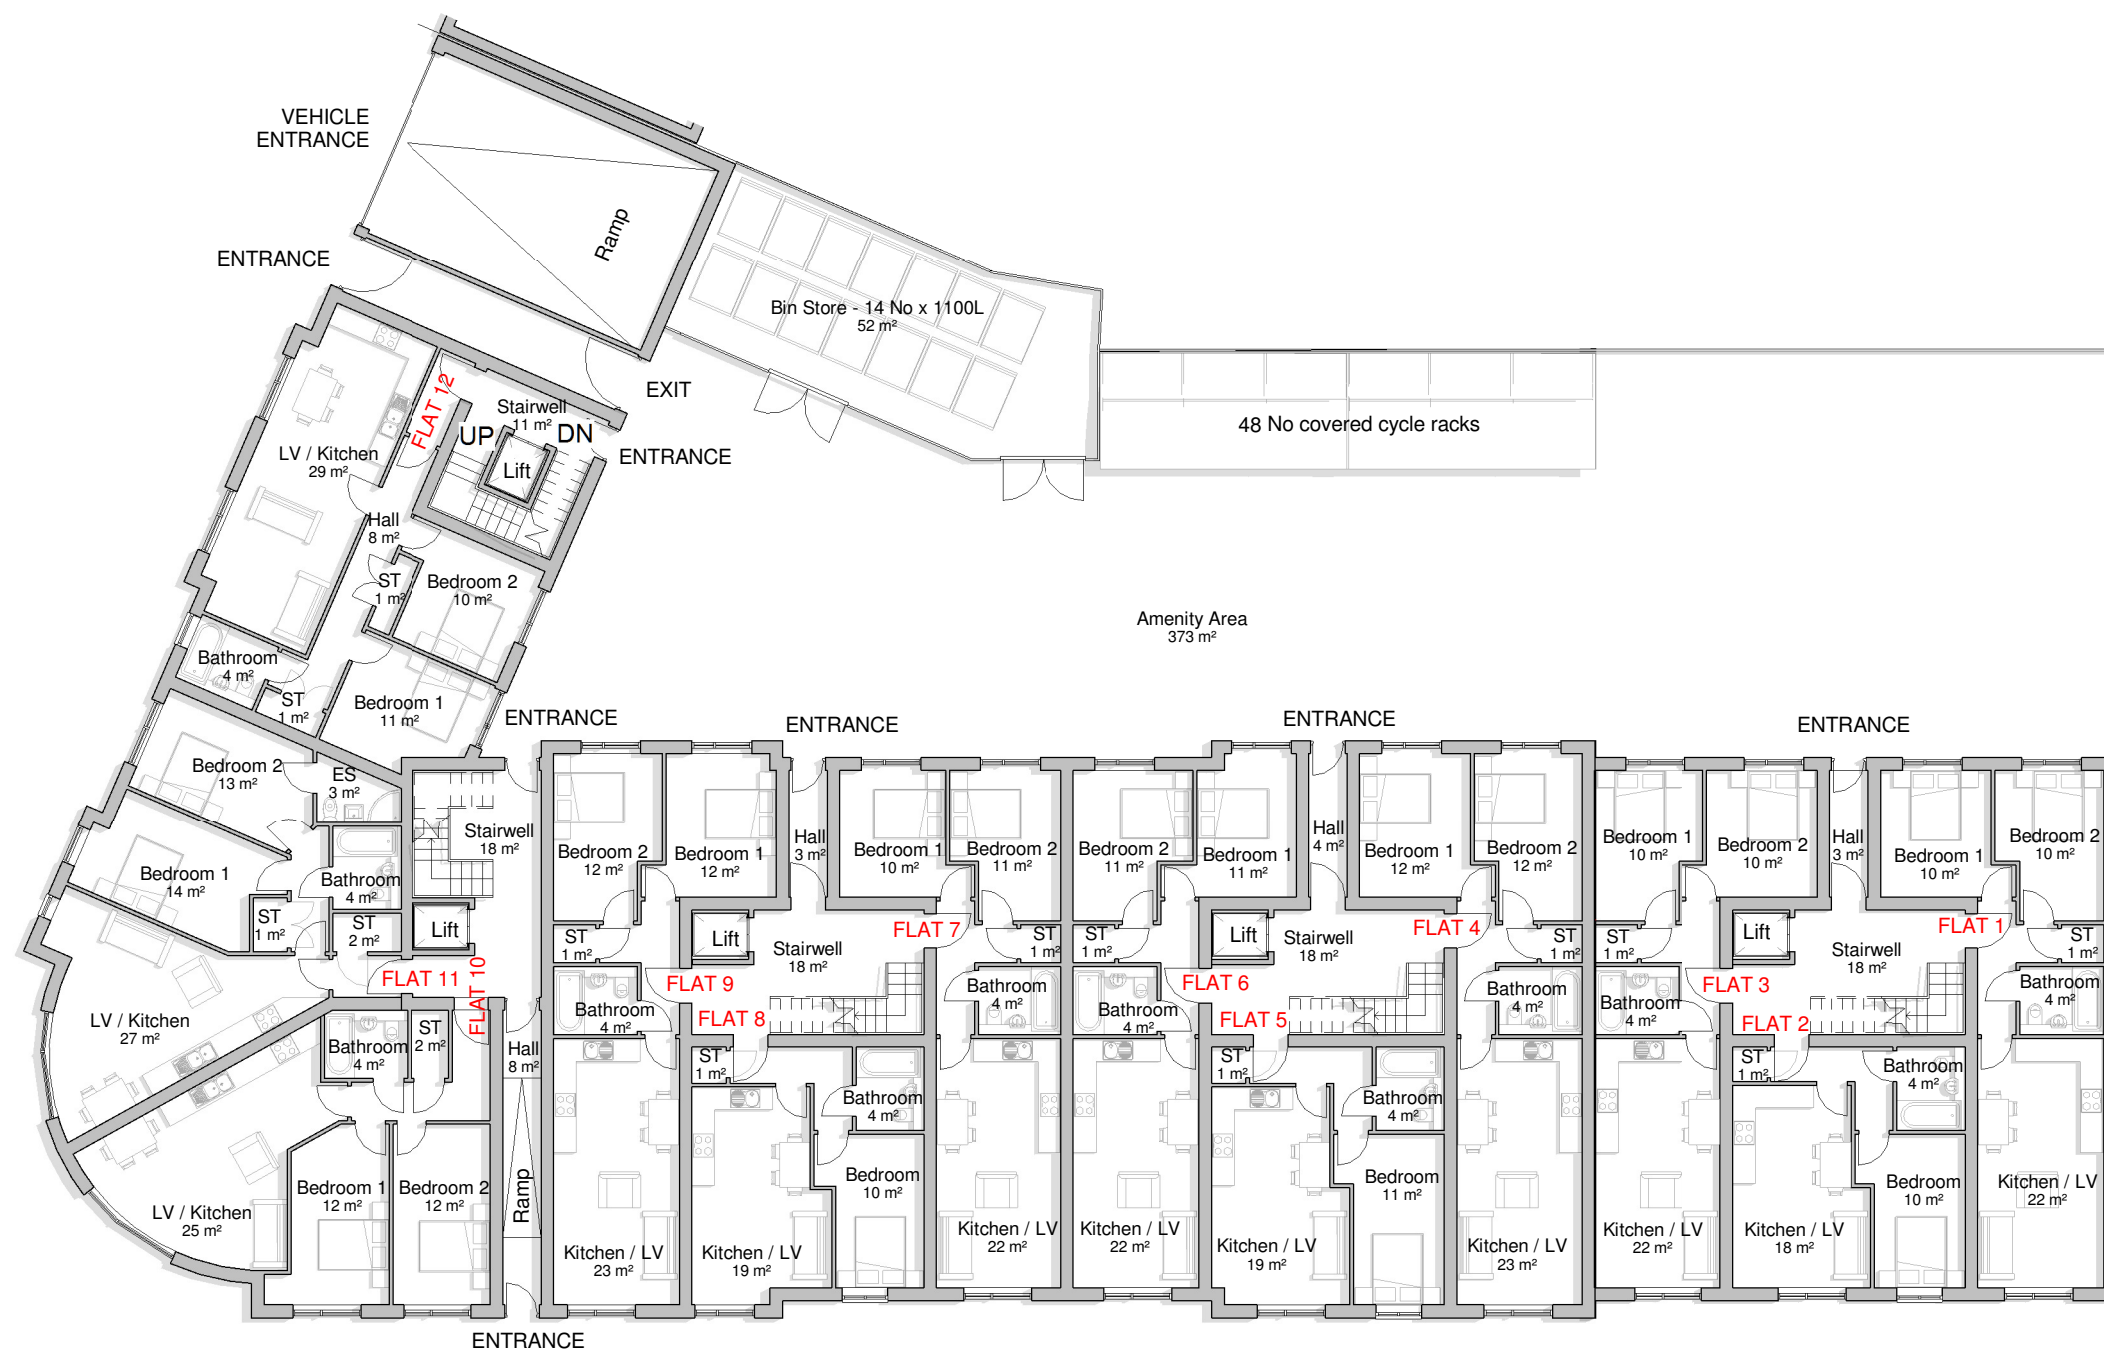 VEHICLE
ENTRANCE
ENTRANCE
Ramp
Bin Store - 14 No x 1100L
52 m²
EXIT
48 No covered cycle racks
FLAT 12
Stairwell
11 m²
UP
DN
Lift
ENTRANCE
LV / Kitchen
29 m²
Hall
8 m²
ST
1 m²
Bedroom 2
10 m²
Amenity Area
373 m²
Bathroom
4 m²
ST
1 m²
Bedroom 1
11 m²
ENTRANCE
ENTRANCE
ENTRANCE
ENTRANCE
Bedroom 2
13 m²
ES
3 m²
Bedroom 1
14 m²
Bathroom
4 m²
ST
1 m²
ST
2 m²
Stairwell
18 m²
Lift
FLAT 11
FLAT 10
LV / Kitchen
27 m²
Bathroom
4 m²
ST
2 m²
Hall
8 m²
Ramp
LV / Kitchen
25 m²
Bedroom 1
12 m²
Bedroom 2
12 m²
ENTRANCE
Bedroom 2
12 m²
Bedroom 1
12 m²
Hall
3 m²
Bedroom 1
10 m²
Bedroom 2
11 m²
ST
1 m²
Lift
Stairwell
18 m²
FLAT 7
ST
1 m²
FLAT 9
FLAT 8
Bathroom
4 m²
Bathroom
4 m²
ST
1 m²
Bathroom
4 m²
Kitchen / LV
23 m²
Kitchen / LV
19 m²
Bedroom
10 m²
Kitchen / LV
22 m²
Bedroom 2
11 m²
Bedroom 1
11 m²
Hall
4 m²
Bedroom 1
12 m²
Bedroom 2
12 m²
ST
1 m²
Lift
Stairwell
18 m²
FLAT 4
ST
1 m²
FLAT 6
FLAT 5
Bathroom
4 m²
Bathroom
4 m²
ST
1 m²
Bathroom
4 m²
Kitchen / LV
22 m²
Kitchen / LV
19 m²
Bedroom
11 m²
Kitchen / LV
23 m²
Bedroom 1
10 m²
Bedroom 2
10 m²
Hall
3 m²
Bedroom 1
10 m²
Bedroom 2
10 m²
ST
1 m²
Lift
Stairwell
18 m²
FLAT 1
ST
1 m²
FLAT 3
FLAT 2
Bathroom
4 m²
Bathroom
4 m²
ST
1 m²
Bathroom
4 m²
Kitchen / LV
22 m²
Kitchen / LV
18 m²
Bedroom
10 m²
Kitchen / LV
22 m²